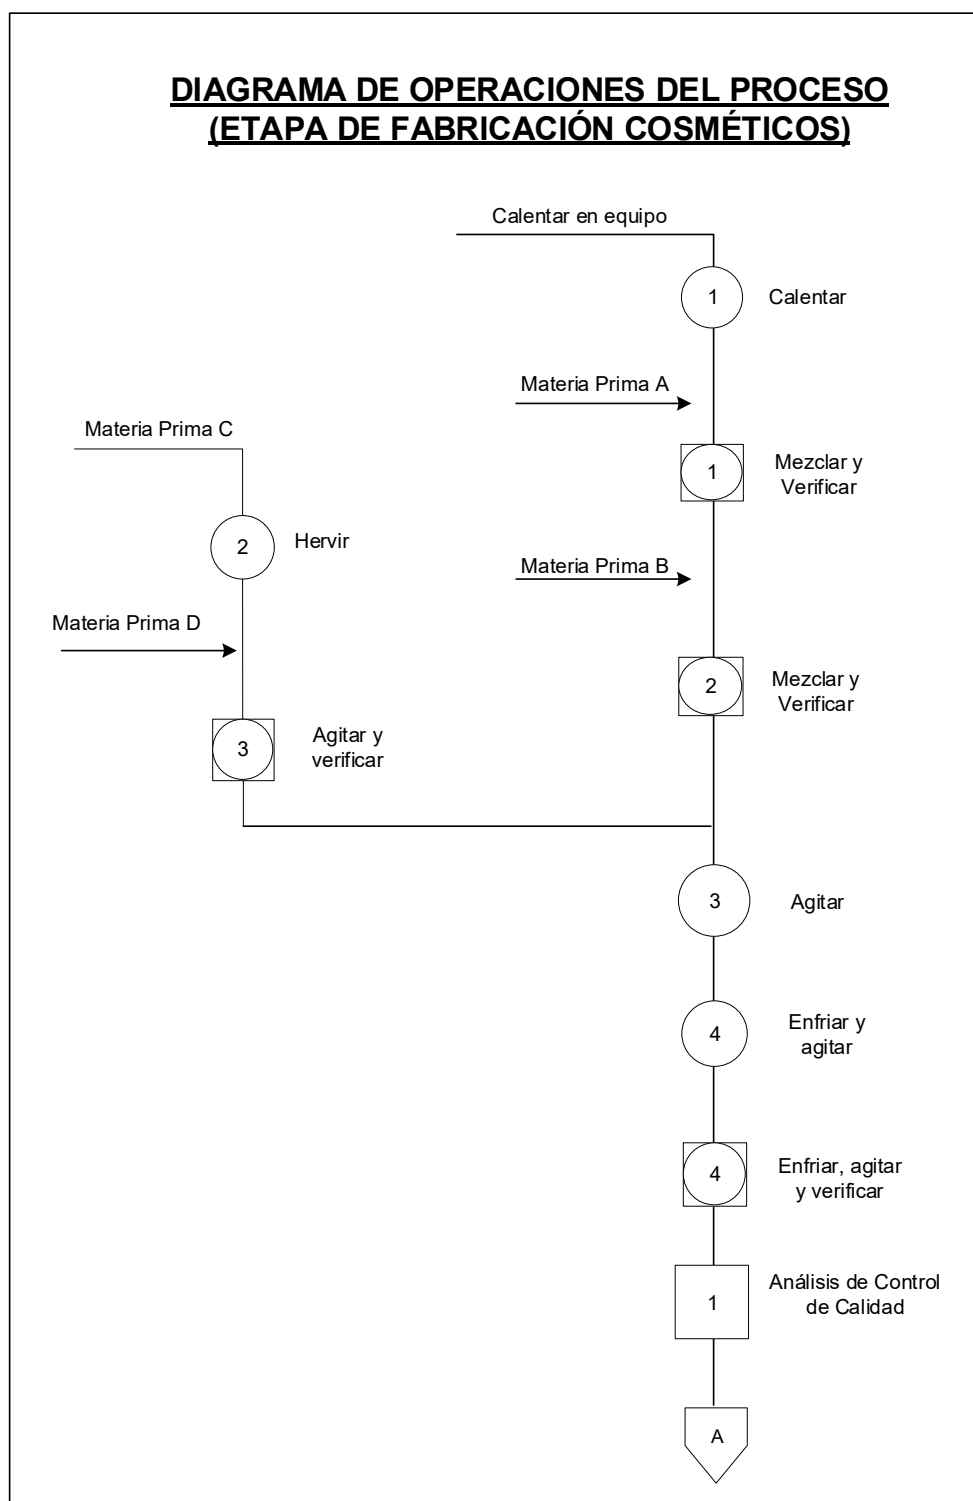 DIAGRAMA DE OPERACIONES DEL PROCESO
(ETAPA DE FABRICACIÓN COSMÉTICOS)
Calentar en equipo
1
Calentar
Materia Prima A
Materia Prima C
1
Mezclar y
Verificar
2
Hervir
Materia Prima B
Materia Prima D
2
Mezclar y
Verificar
3
Agitar y
verificar
3
Agitar
4
Enfriar y
agitar
4
Enfriar, agitar
y verificar
1
Análisis de Control
de Calidad
A